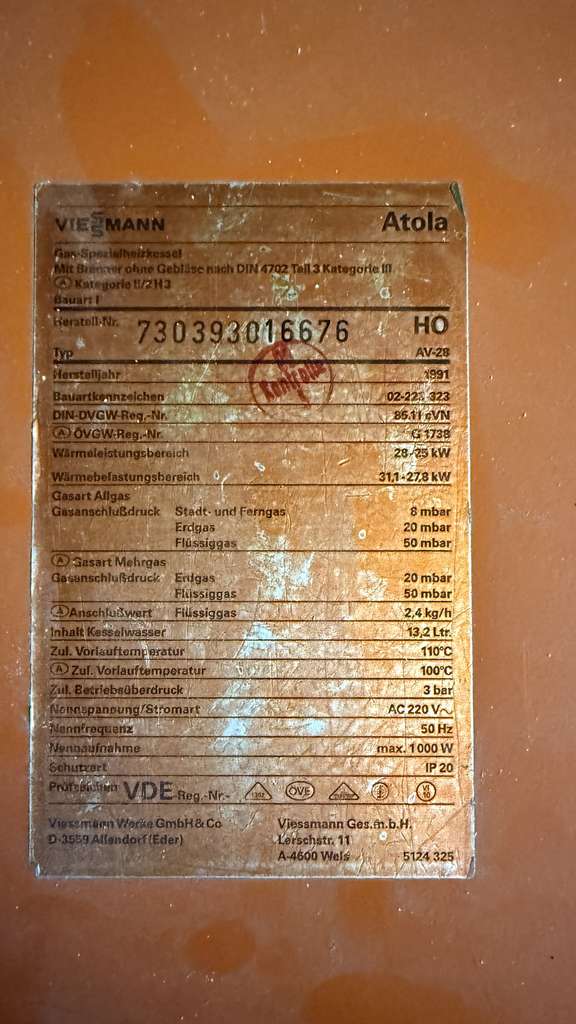 VIESSMANN Atola
Gas-Spezialheizkessel
Mit Brenner ohne Gebläse nach DIN 4702 Teil 3 Kategorie III
Ⓐ Kategorie II/2H3
Bauart I
Herstell-Nr. 730393016676 HO
Typ AV-28
Kontrolle
Herstelljahr 1991
Bauartkennzeichen 02-223-323
DIN-DVGW-Reg.-Nr. 85.11 eVN
Ⓐ ÖVGW-Reg.-Nr. G 1738
Wärmeleistungsbereich 28-25 kW
Wärmebelastungsbereich 31,1-27,8 kW
Gasart Allgas
Gasanschlußdruck Stadt- und Ferngas 8 mbar
Erdgas 20 mbar
Flüssiggas 50 mbar
Ⓐ Gasart Mehrgas
Gasanschlußdruck Erdgas 20 mbar
Flüssiggas 50 mbar
Ⓐ Anschlußwert Flüssiggas 2,4 kg/h
Inhalt Kesselwasser 13,2 Ltr.
Zul. Vorlauftemperatur 110°C
Ⓐ Zul. Vorlauftemperatur 100°C
Zul. Betriebsüberdruck 3 bar
Nennspannung/Stromart AC 220 V~
Nennfrequenz 50 Hz
Nennaufnahme max. 1000 W
Schutzart IP 20
Prüfzeichen VDE Reg.-Nr.- ÖVE
Viessmann Werke GmbH & Co Viessmann Ges.m.b.H.
D-3559 Allendorf (Eder) Lerschstr. 11
A-4600 Wels 5124 325